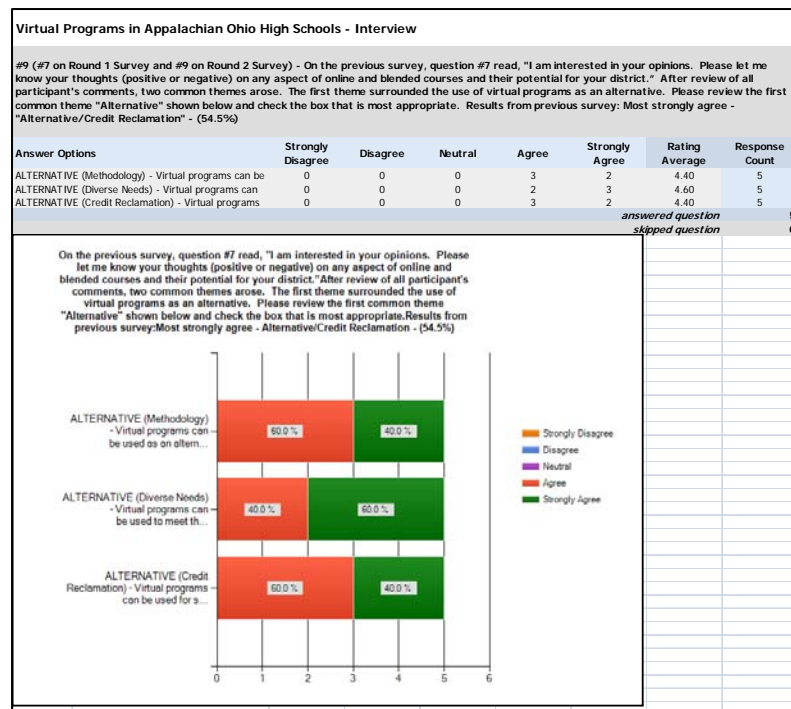 Virtual Programs in Appalachian Ohio High Schools - Interview
#9 (#7 on Round 1 Survey and #9 on Round 2 Survey) - On the previous survey, question #7 read, "I am interested in your opinions. Please let me
know your thoughts (positive or negative) on any aspect of online and blended courses and their potential for your district." After review of all
participant's comments, two common themes arose. The first theme surrounded the use of virtual programs as an alternative. Please review the first
common theme "Alternative" shown below and check the box that is most appropriate. Results from previous survey: Most strongly agree -
"Alternative/Credit Reclamation" - (54.5%)
Answer Options Strongly Disagree Disagree Neutral Agree Strongly Agree Rating Average Response Count
ALTERNATIVE (Methodology) - Virtual programs can be 0 0 0 3 2 4.40 5
ALTERNATIVE (Diverse Needs) - Virtual programs can 0 0 0 2 3 4.60 5
ALTERNATIVE (Credit Reclamation) - Virtual programs 0 0 0 3 2 4.40 5
answered question
skipped question
On the previous survey, question #7 read, "I am interested in your opinions. Please
let me know your thoughts (positive or negative) on any aspect of online and
blended courses and their potential for your district."After review of all participant's
comments, two common themes arose. The first theme surrounded the use of
virtual programs as an alternative. Please review the first common theme
"Alternative" shown below and check the box that is most appropriate.Results from
previous survey:Most strongly agree - Alternative/Credit Reclamation - (54.5%)
ALTERNATIVE (Methodology)
- Virtual programs can
be used as an altern...
60.0 % 40.0 %
ALTERNATIVE (Diverse Needs)
- Virtual programs can
be used to meet th...
40.0 % 60.0 %
ALTERNATIVE (Credit
Reclamation) - Virtual programs
can be used for s...
60.0 % 40.0 %
Strongly Disagree
Disagree
Neutral
Agree
Strongly Agree
0 1 2 3 4 5 6